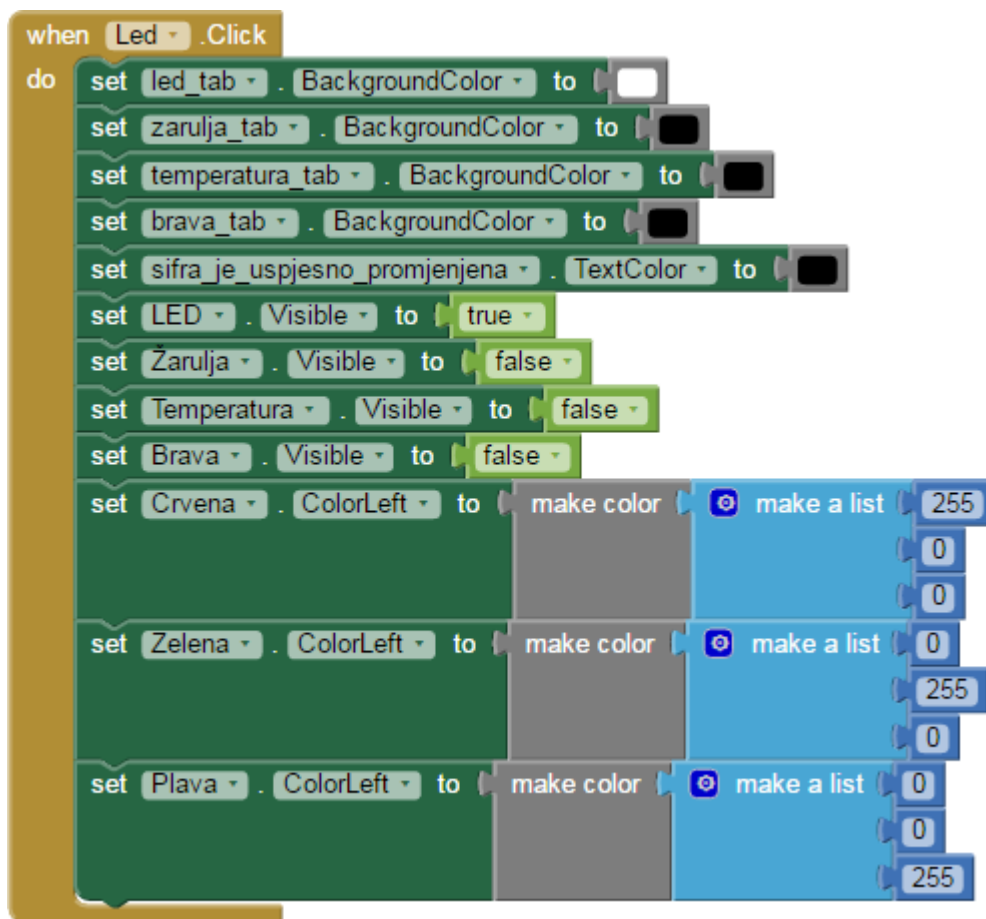 when Led .Click
do set led_tab . BackgroundColor to
set zarulja_tab . BackgroundColor to
set temperatura_tab . BackgroundColor to
set brava_tab . BackgroundColor to
set sifra_je_uspjesno_promjenjena . TextColor to
set LED . Visible to true
set Žarulja . Visible to false
set Temperatura . Visible to false
set Brava . Visible to false
set Crvena . ColorLeft to make color make a list 255
0
0
set Zelena . ColorLeft to make color make a list 0
255
0
set Plava . ColorLeft to make color make a list 0
0
255